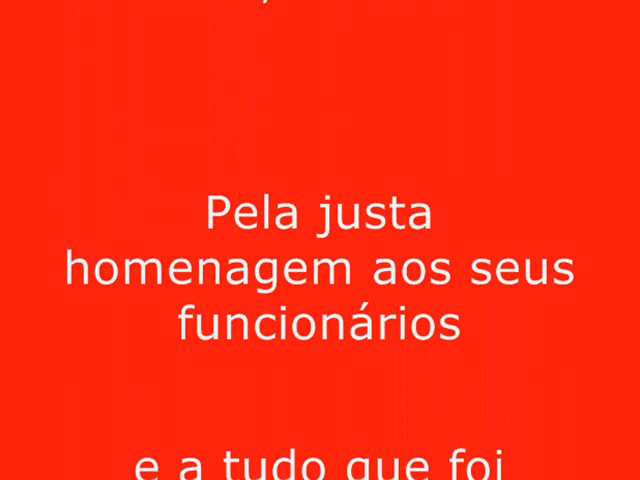 Pela justa
homenagem aos seus
funcionários
e a tudo que foi